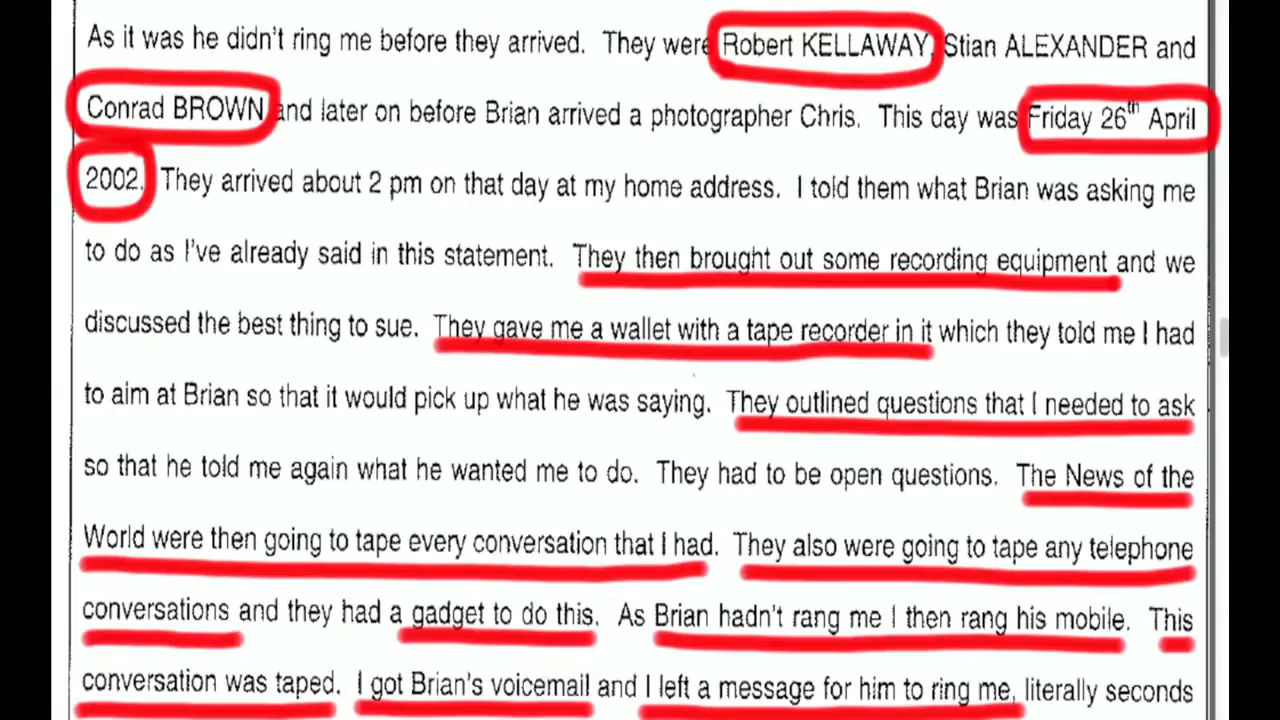 As it was he didn't ring me before they arrived. They were Robert KELLAWAY, Stian ALEXANDER and
Conrad BROWN and later on before Brian arrived a photographer Chris. This day was Friday 26th April
2002. They arrived about 2 pm on that day at my home address. I told them what Brian was asking me
to do as I've already said in this statement. They then brought out some recording equipment and we
discussed the best thing to sue. They gave me a wallet with a tape recorder in it which they told me I had
to aim at Brian so that it would pick up what he was saying. They outlined questions that I needed to ask
so that he told me again what he wanted me to do. They had to be open questions. The News of the
World were then going to tape every conversation that I had. They also were going to tape any telephone
conversations and they had a gadget to do this. As Brian hadn't rang me I then rang his mobile. This
conversation was taped. I got Brian's voicemail and I left a message for him to ring me, literally seconds